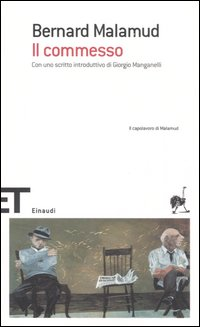 Bernard Malamud
Il commesso
Con uno scritto introduttivo di Giorgio Manganelli
Il capolavoro di Malamud
ET
Einaudi